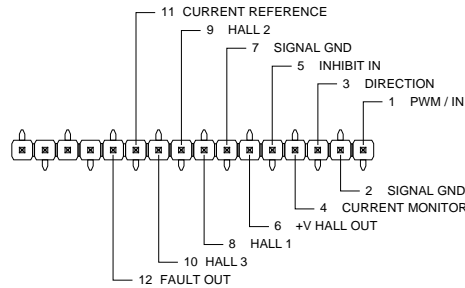 11 CURRENT REFERENCE
9 HALL 2
7 SIGNAL GND
5 INHIBIT IN
3 DIRECTION
1 PWM / IN
2 SIGNAL GND
4 CURRENT MONITOR
6 +V HALL OUT
8 HALL 1
10 HALL 3
12 FAULT OUT